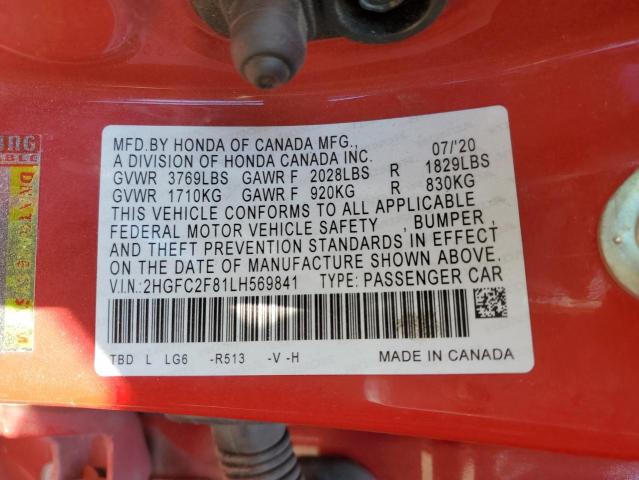 MFD.BY HONDA OF CANADA MFG., 07/'20
A DIVISION OF HONDA CANADA INC.
GVWR 3769LBS GAWR F 2028LBS R 1829LBS
GVWR 1710KG GAWR F 920KG R 830KG
THIS VEHICLE CONFORMS TO ALL APPLICABLE
FEDERAL MOTOR VEHICLE SAFETY , BUMPER ,
AND THEFT PREVENTION STANDARDS IN EFFECT
ON THE DATE OF MANUFACTURE SHOWN ABOVE.
V.I.N.: 2HGFC2F81LH569841 TYPE: PASSENGER CAR
TBD L LG6 -R513 -V -H MADE IN CANADA